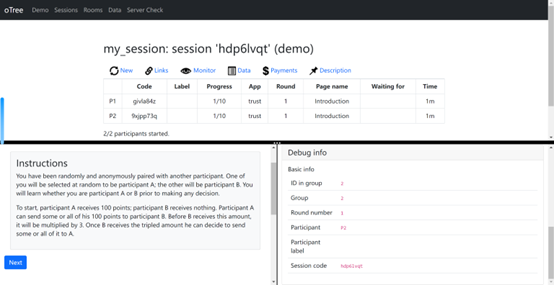 oTree Demo Sessions Rooms Data Server Check
my_session: session 'hdp6lvqt' (demo)
New Links Monitor Data Payments Description
Code Label Progress App Round Page name Waiting for Time
P1 givla84z 1/10 trust 1 Introduction 1m
P2 9xjpp73q 1/10 trust 1 Introduction 1m
2/2 participants started.
Instructions
You have been randomly and anonymously paired with another participant. One of
you will be selected at random to be participant A; the other will be participant B. You
will learn whether you are participant A or B prior to making any decision.
To start, participant A receives 100 points; participant B receives nothing. Participant A
can send some or all of his 100 points to participant B. Before B receives this amount,
it will be multiplied by 3. Once B receives the tripled amount he can decide to send
some or all of it to A.
Next
Debug info
Basic info
ID in group 2
Group 2
Round number 1
Participant P2
Participant
label
Session code hdp6lvqt